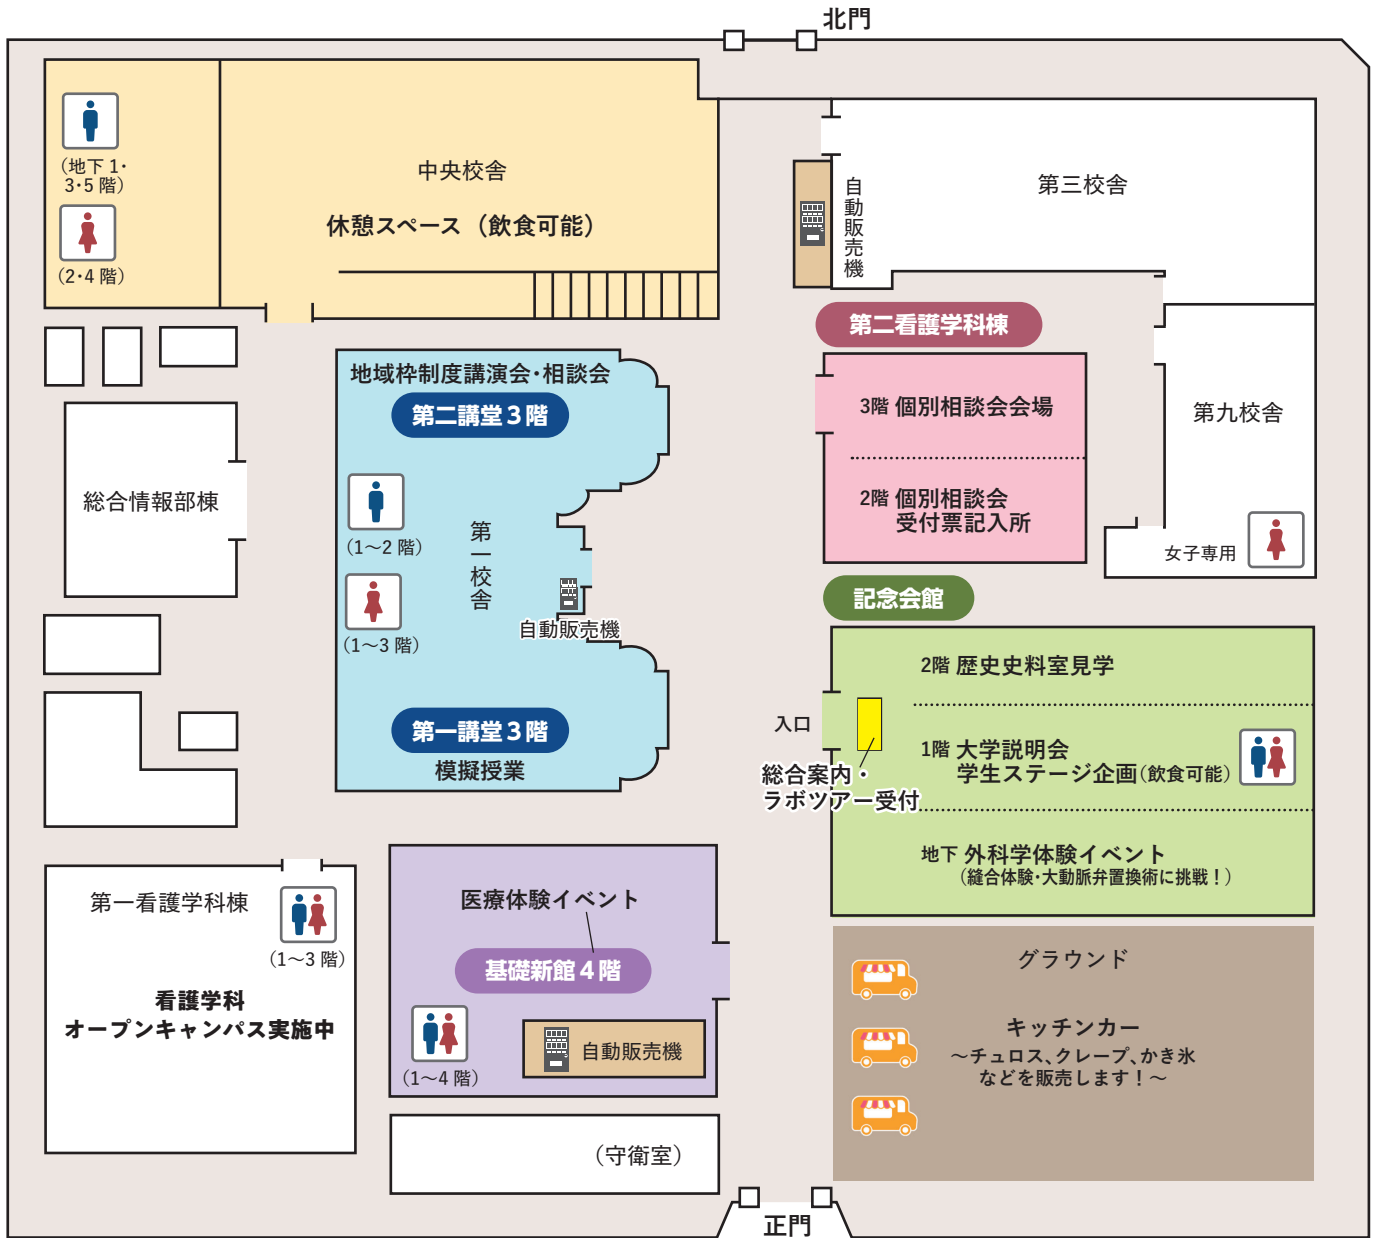 北門
(地下 1・
3・5 階)
(2・4 階)
中央校舎
休憩スペース (飲食可能)
自動販売機
第三校舎
第二看護学科棟
3階 個別相談会会場
2階 個別相談会
受付票記入所
第九校舎
女子専用
地域枠制度講演会・相談会
第二講堂３階
(1〜2 階)
(1〜3 階)
第一校舎
自動販売機
第一講堂３階
模擬授業
総合情報部棟
記念会館
2階 歴史史料室見学
入口
総合案内・
ラボツアー受付
1階 大学説明会
学生ステージ企画(飲食可能)
地下 外科学体験イベント
(縫合体験・大動脈弁置換術に挑戦！)
第一看護学科棟
(1〜3 階)
看護学科
オープンキャンパス実施中
医療体験イベント
基礎新館４階
(1〜4 階)
自動販売機
グラウンド
キッチンカー
〜チュロス、クレープ、かき氷
などを販売します！〜
(守衛室)
正門